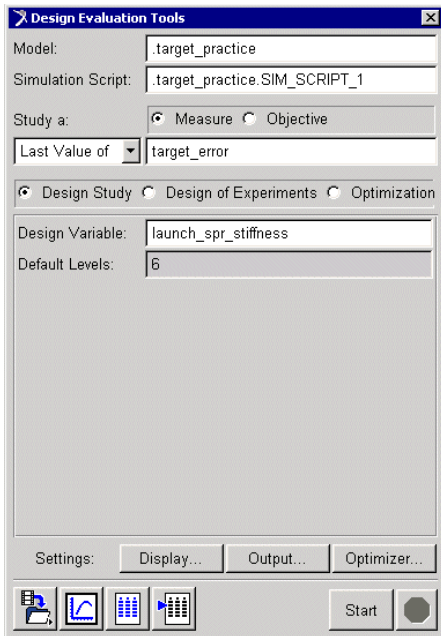 Design Evaluation Tools
Model: .target_practice
Simulation Script: .target_practice.SIM_SCRIPT_1
Study a: Measure Objective
Last Value of target_error
Design Study Design of Experiments Optimization
Design Variable: launch_spr_stiffness
Default Levels: 6
Settings: Display... Output... Optimizer...
Start